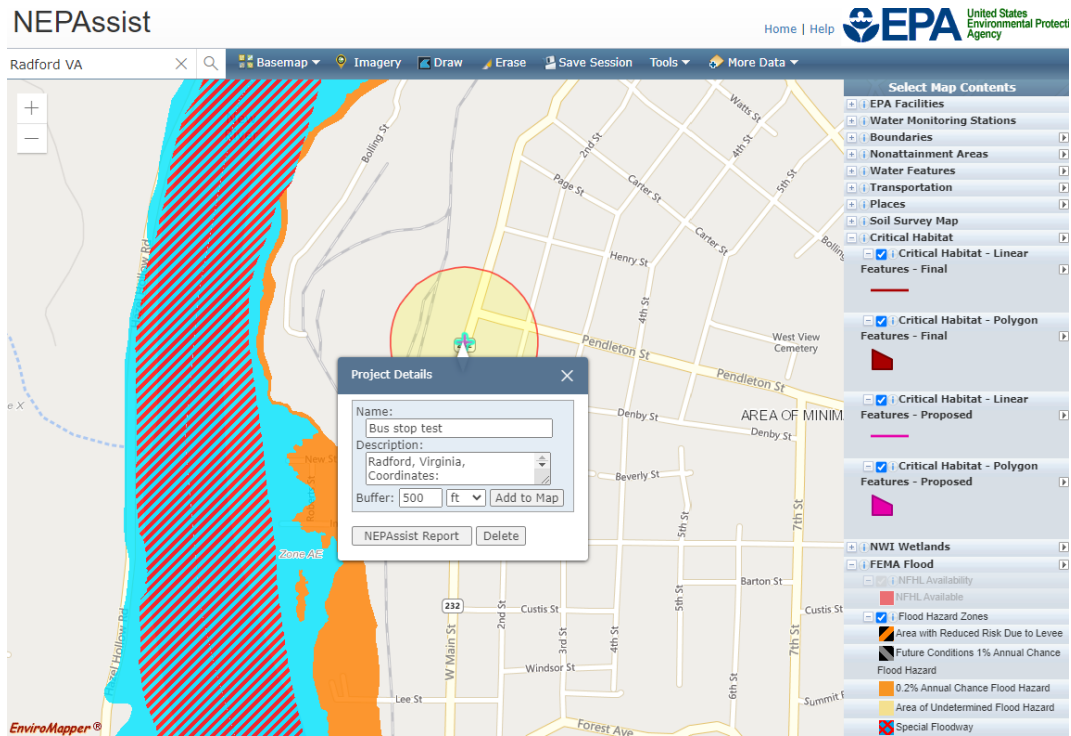 NEPAssist
Home | Help
EPA
United States
Environmental Protecti
Agency
Radford VA
Basemap
Imagery
Draw
Erase
Save Session
Tools
More Data
Select Map Contents
EPA Facilities
Water Monitoring Stations
Boundaries
Nonattainment Areas
Water Features
Transportation
Places
Soil Survey Map
Critical Habitat
Critical Habitat - Linear
Features - Final
Critical Habitat - Polygon
Features - Final
Critical Habitat - Linear
Features - Proposed
Critical Habitat - Polygon
Features - Proposed
NWI Wetlands
FEMA Flood
NFHL Availability
NFHL Available
Flood Hazard Zones
Area with Reduced Risk Due to Levee
Future Conditions 1% Annual Chance
Flood Hazard
0.2% Annual Chance Flood Hazard
Area of Undetermined Flood Hazard
Special Floodway
Bolling St
Watts St
2nd St
4th St
Page St
Carter St
5th St
Carter St
Bolling
Henry St
4th St
Pendleton St
West View
Cemetery
Pendleton St
Denby St
AREA OF MINIM
Denby St
Beverly St
5th St
7th St
Zone AE
Barton St
232
Custis St
Custis St
W Main St
2nd St
3rd St
4th St
5th St
7th St
Windsor St
6th St
Lee St
Summit
Forest Ave
Hazel Hollow Rd
e X
New St
Roberts St
Project Details
Name:
Bus stop test
Description:
Radford, Virginia,
Coordinates:
Buffer: 500 ft Add to Map
NEPAssist Report Delete
EnviroMapper®